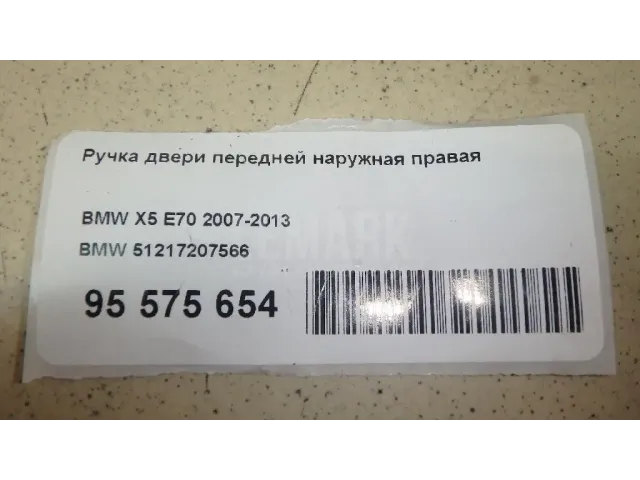 Ручка двери передней наружная правая
BMW X5 E70 2007-2013
BMW 51217207566
95 575 654